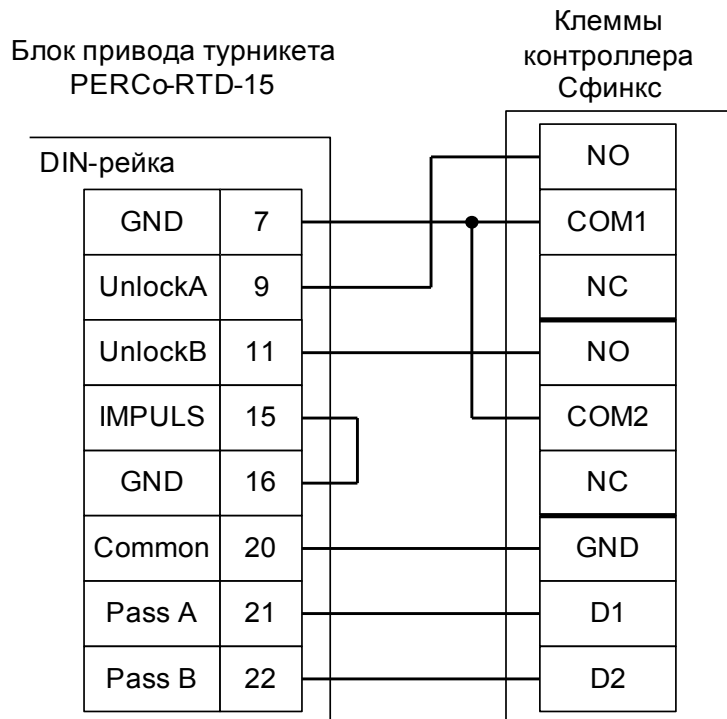 Блок привода турникета
PERCo-RTD-15
Клеммы
контроллера
Сфинкс
DIN-рейка
GND 7
UnlockA 9
UnlockB 11
IMPULS 15
GND 16
Common 20
Pass A 21
Pass B 22
NO
COM1
NC
NO
COM2
NC
GND
D1
D2